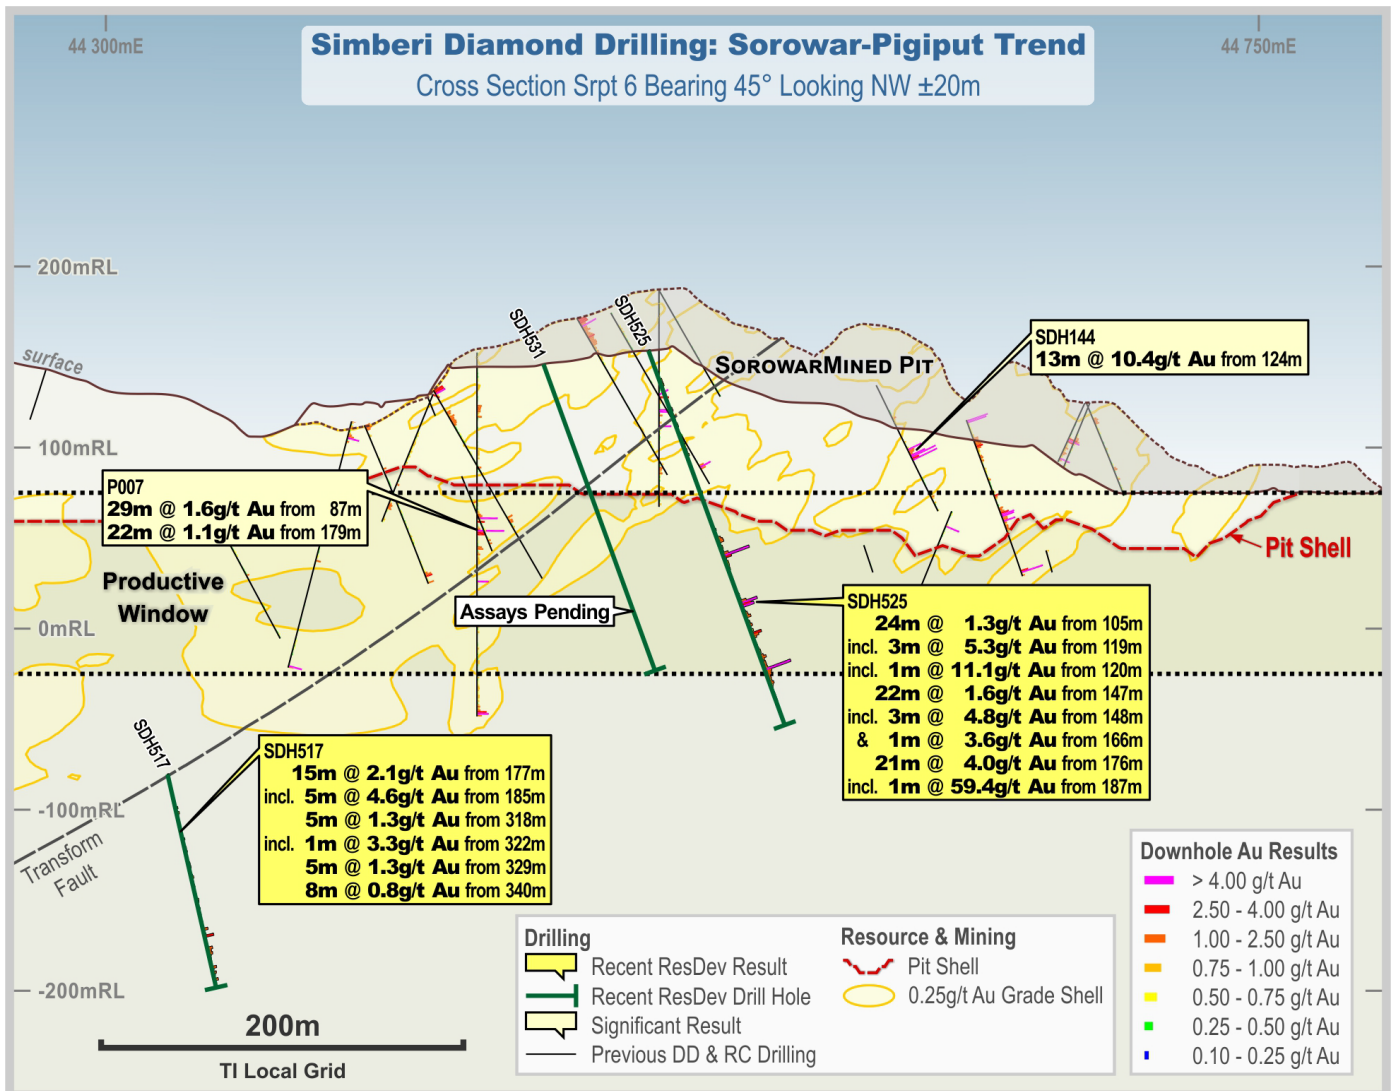 44 300mE
44 750mE
Simberi Diamond Drilling: Sorowar-Pigiput Trend
Cross Section Srpt 6 Bearing 45° Looking NW ±20m
200mRL
surface
SDH531
SDH525
SOROWARMINED PIT
SDH144
13m @ 10.4g/t Au from 124m
100mRL
P007
29m @ 1.6g/t Au from 87m
22m @ 1.1g/t Au from 179m
Pit Shell
Productive
Window
Assays Pending
0mRL
SDH525
24m @ 1.3g/t Au from 105m
incl. 3m @ 5.3g/t Au from 119m
incl. 1m @ 11.1g/t Au from 120m
22m @ 1.6g/t Au from 147m
incl. 3m @ 4.8g/t Au from 148m
& 1m @ 3.6g/t Au from 166m
21m @ 4.0g/t Au from 176m
incl. 1m @ 59.4g/t Au from 187m
SDH517
SDH517
15m @ 2.1g/t Au from 177m
incl. 5m @ 4.6g/t Au from 185m
5m @ 1.3g/t Au from 318m
incl. 1m @ 3.3g/t Au from 322m
5m @ 1.3g/t Au from 329m
8m @ 0.8g/t Au from 340m
-100mRL
Transform
Fault
-200mRL
200m
TI Local Grid
Drilling
Recent ResDev Result
Recent ResDev Drill Hole
Significant Result
Previous DD & RC Drilling
Resource & Mining
Pit Shell
0.25g/t Au Grade Shell
Downhole Au Results
> 4.00 g/t Au
2.50 - 4.00 g/t Au
1.00 - 2.50 g/t Au
0.75 - 1.00 g/t Au
0.50 - 0.75 g/t Au
0.25 - 0.50 g/t Au
0.10 - 0.25 g/t Au